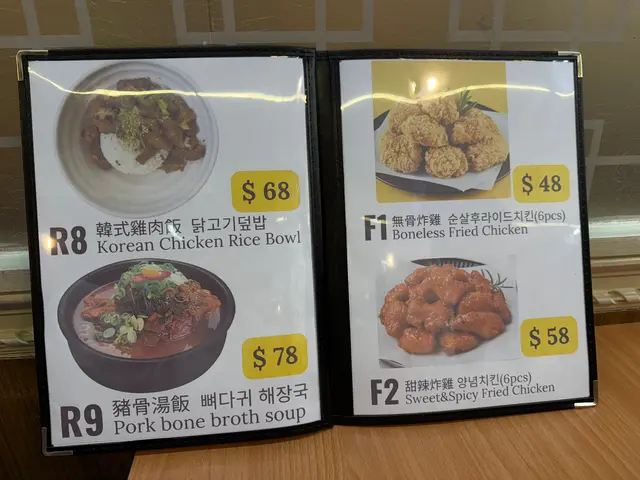 $ 68
R8 韓式雞肉飯 닭고기덮밥
Korean Chicken Rice Bowl
$ 78
R9 豬骨湯飯 뼈다귀 해장국
Pork bone broth soup
$ 48
F1 無骨炸雞 순살후라이드치킨(6pcs)
Boneless Fried Chicken
$ 58
F2 甜辣炸雞 양념치킨(6pcs)
Sweet&Spicy Fried Chicken